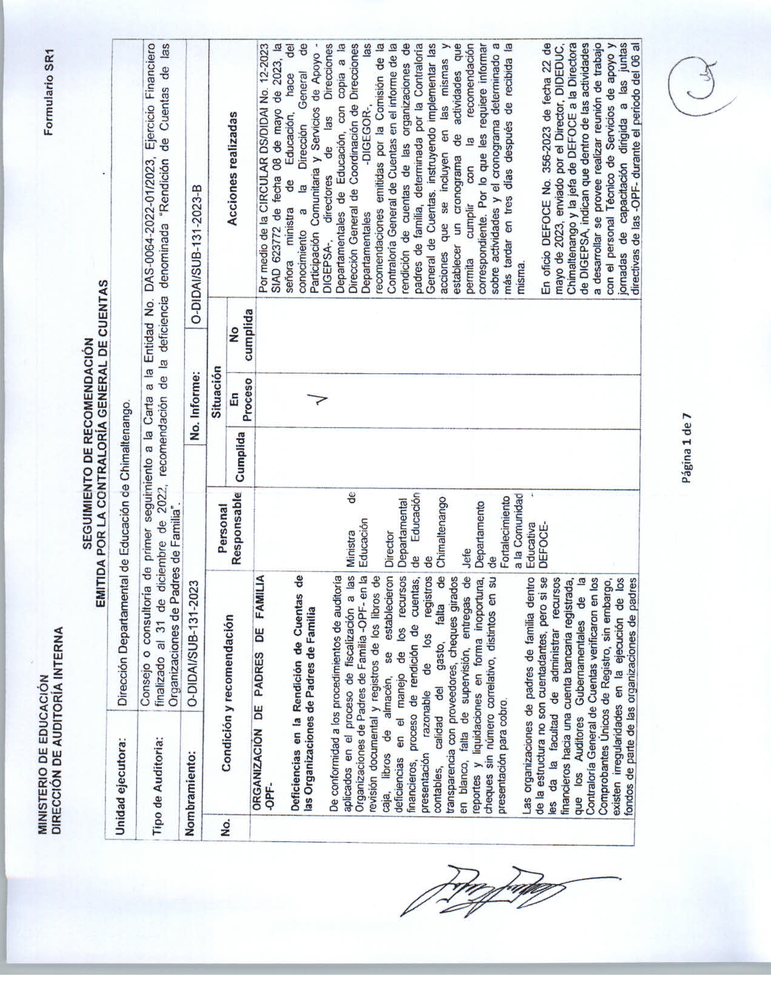 MINISTERIO DE EDUCACIÓN
DIRECCIÓN DE AUDITORÍA INTERNA
Formulario SR1
SEGUIMIENTO DE RECOMENDACIÓN
EMITIDA POR LA CONTRALORÍA GENERAL DE CUENTAS
Unidad ejecutora:
Dirección Departamental de Educación de Chimaltenango.
Tipo de Auditoria:
Consejo o consultoría de primer seguimiento a la Carta a la Entidad No. DAS-0064-2022-01/2023, Ejercicio Financiero
finalizado al 31 de diciembre de 2022, recomendación de la deficiencia denominada "Rendición de Cuentas de las
Organizaciones de Padres de Familia".
Nombramiento:
O-DIDAI/SUB-131-2023
No. Informe:
O-DIDAI/SUB-131-2023-B
No.
Condición y recomendación
Personal
Responsable
Situación
Cumplida
En
Proceso
No
cumplida
Acciones realizadas
ORGANIZACIÓN DE PADRES DE FAMILIA
-OPF-
Deficiencias en la Rendición de Cuentas de
las Organizaciones de Padres de Familia
De conformidad a los procedimientos de auditoría
aplicados en el proceso de fiscalización a las
Organizaciones de Padres de Familia -OPF- en la
revisión documental y registros de los libros de
caja, libros de almacén, se establecieron
deficiencias en el manejo de los recursos
financieros, proceso de rendición de cuentas,
presentación razonable de los registros
contables, calidad del gasto, falta de
transparencia con proveedores, cheques girados
en blanco, falta de supervisión, entregas de
reportes y liquidaciones en forma inoportuna,
cheques sin número correlativo, distintos en su
presentación para cobro.
Las organizaciones de padres de familia dentro
de la estructura no son cuentadantes, pero si se
les da la facultad de administrar recursos
financieros hacia una cuenta bancaria registrada,
que los Auditores Gubernamentales de la
Contraloría General de Cuentas verificaron en los
Comprobantes Únicos de Registro, sin embargo,
existen irregularidades en la ejecución de los
fondos de parte de las organizaciones de padres
Ministra de
Educación
Director
Departamental
de Educación
de
Chimaltenango
Jefe
Departamento
de
Fortalecimiento
a la Comunidad
Educativa -
DEFOCE-
√
Por medio de la CIRCULAR DS/DIDAI No. 12-2023
SIAD 623772 de fecha 08 de mayo de 2023, la
señora ministra de Educación, hace del
conocimiento a la Dirección General de
Participación Comunitaria y Servicios de Apoyo -
DIGEPSA-, directores de las Direcciones
Departamentales de Educación, con copia a la
Dirección General de Coordinación de Direcciones
Departamentales -DIGEGOR-, las
recomendaciones emitidas por la Comisión de la
Contraloría General de Cuentas en el informe de la
rendición de cuentas de las organizaciones de
padres de familia, determinada por la Contraloría
General de Cuentas. instruyendo implementar las
acciones que se incluyen en las mismas y
establecer un cronograma de actividades que
permita cumplir con la recomendación
correspondiente. Por lo que les requiere informar
sobre actividades y el cronograma determinado a
más tardar en tres días después de recibida la
misma.
En oficio DEFOCE No. 356-2023 de fecha 22 de
mayo de 2023, enviado por el Director, DIDEDUC,
Chimaltenango y la jefa de DEFOCE a la Directora
de DIGEPSA, indican que dentro de las actividades
a desarrollar se provee realizar reunión de trabajo
con el personal Técnico de Servicios de apoyo y
jornadas de capacitación dirigida a las juntas
directivas de las -OPF- durante el periodo del 06 al
Página 1 de 7